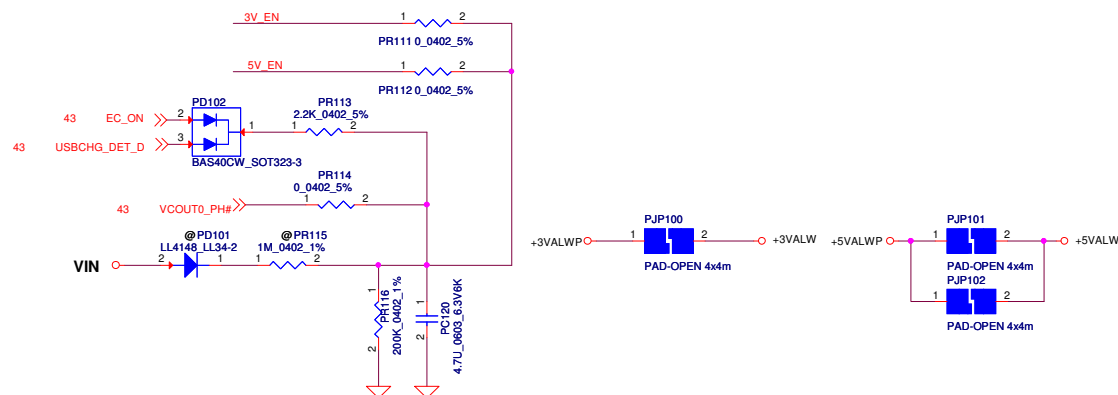 3V_EN
1 2
PR111 0_0402_5%
5V_EN
1 2
PR112 0_0402_5%
PD102
43 EC_ON 2
43 USBCHG_DET_D 3
1
BAS40CW_SOT323-3
PR113
2.2K_0402_5%
1 2
PR114
0_0402_5%
43 VCOUT0_PH# 1 2
@PD101
LL4148_LL34-2
VIN 2 1
@PR115
1M_0402_1%
1 2
1
PR116
200K_0402_1%
2
1
PC120
4.7U_0603_6.3V6K
2
PJP100
+3VALWP 1 2 +3VALW
PAD-OPEN 4x4m
PJP101
+5VALWP 1 2 +5VALW
PAD-OPEN 4x4m
PJP102
1 2
PAD-OPEN 4x4m